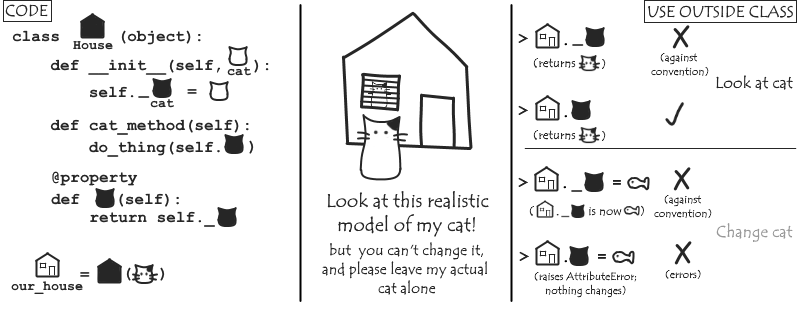 CODE
class House (object):
def __init__(self, cat):
self._cat =
def cat_method(self):
do_thing(self. )
@property
def (self):
return self._
our_house = ( )
Look at this realistic
model of my cat!
but you can't change it,
and please leave my actual
cat alone
USE OUTSIDE CLASS
> ._ X
(returns )
(against
convention)
Look at cat
> . ✓
(returns )
> ._ = X
( ._ is now )
(against
convention)
Change cat
> . = X
(raises AttributeError;
nothing changes)
(errors)